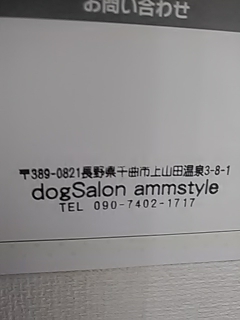 お問い合わせ
〒389-0821長野県千曲市上山田温泉3-8-1
dogSalon ammstyle
TEL 090-7402-1717